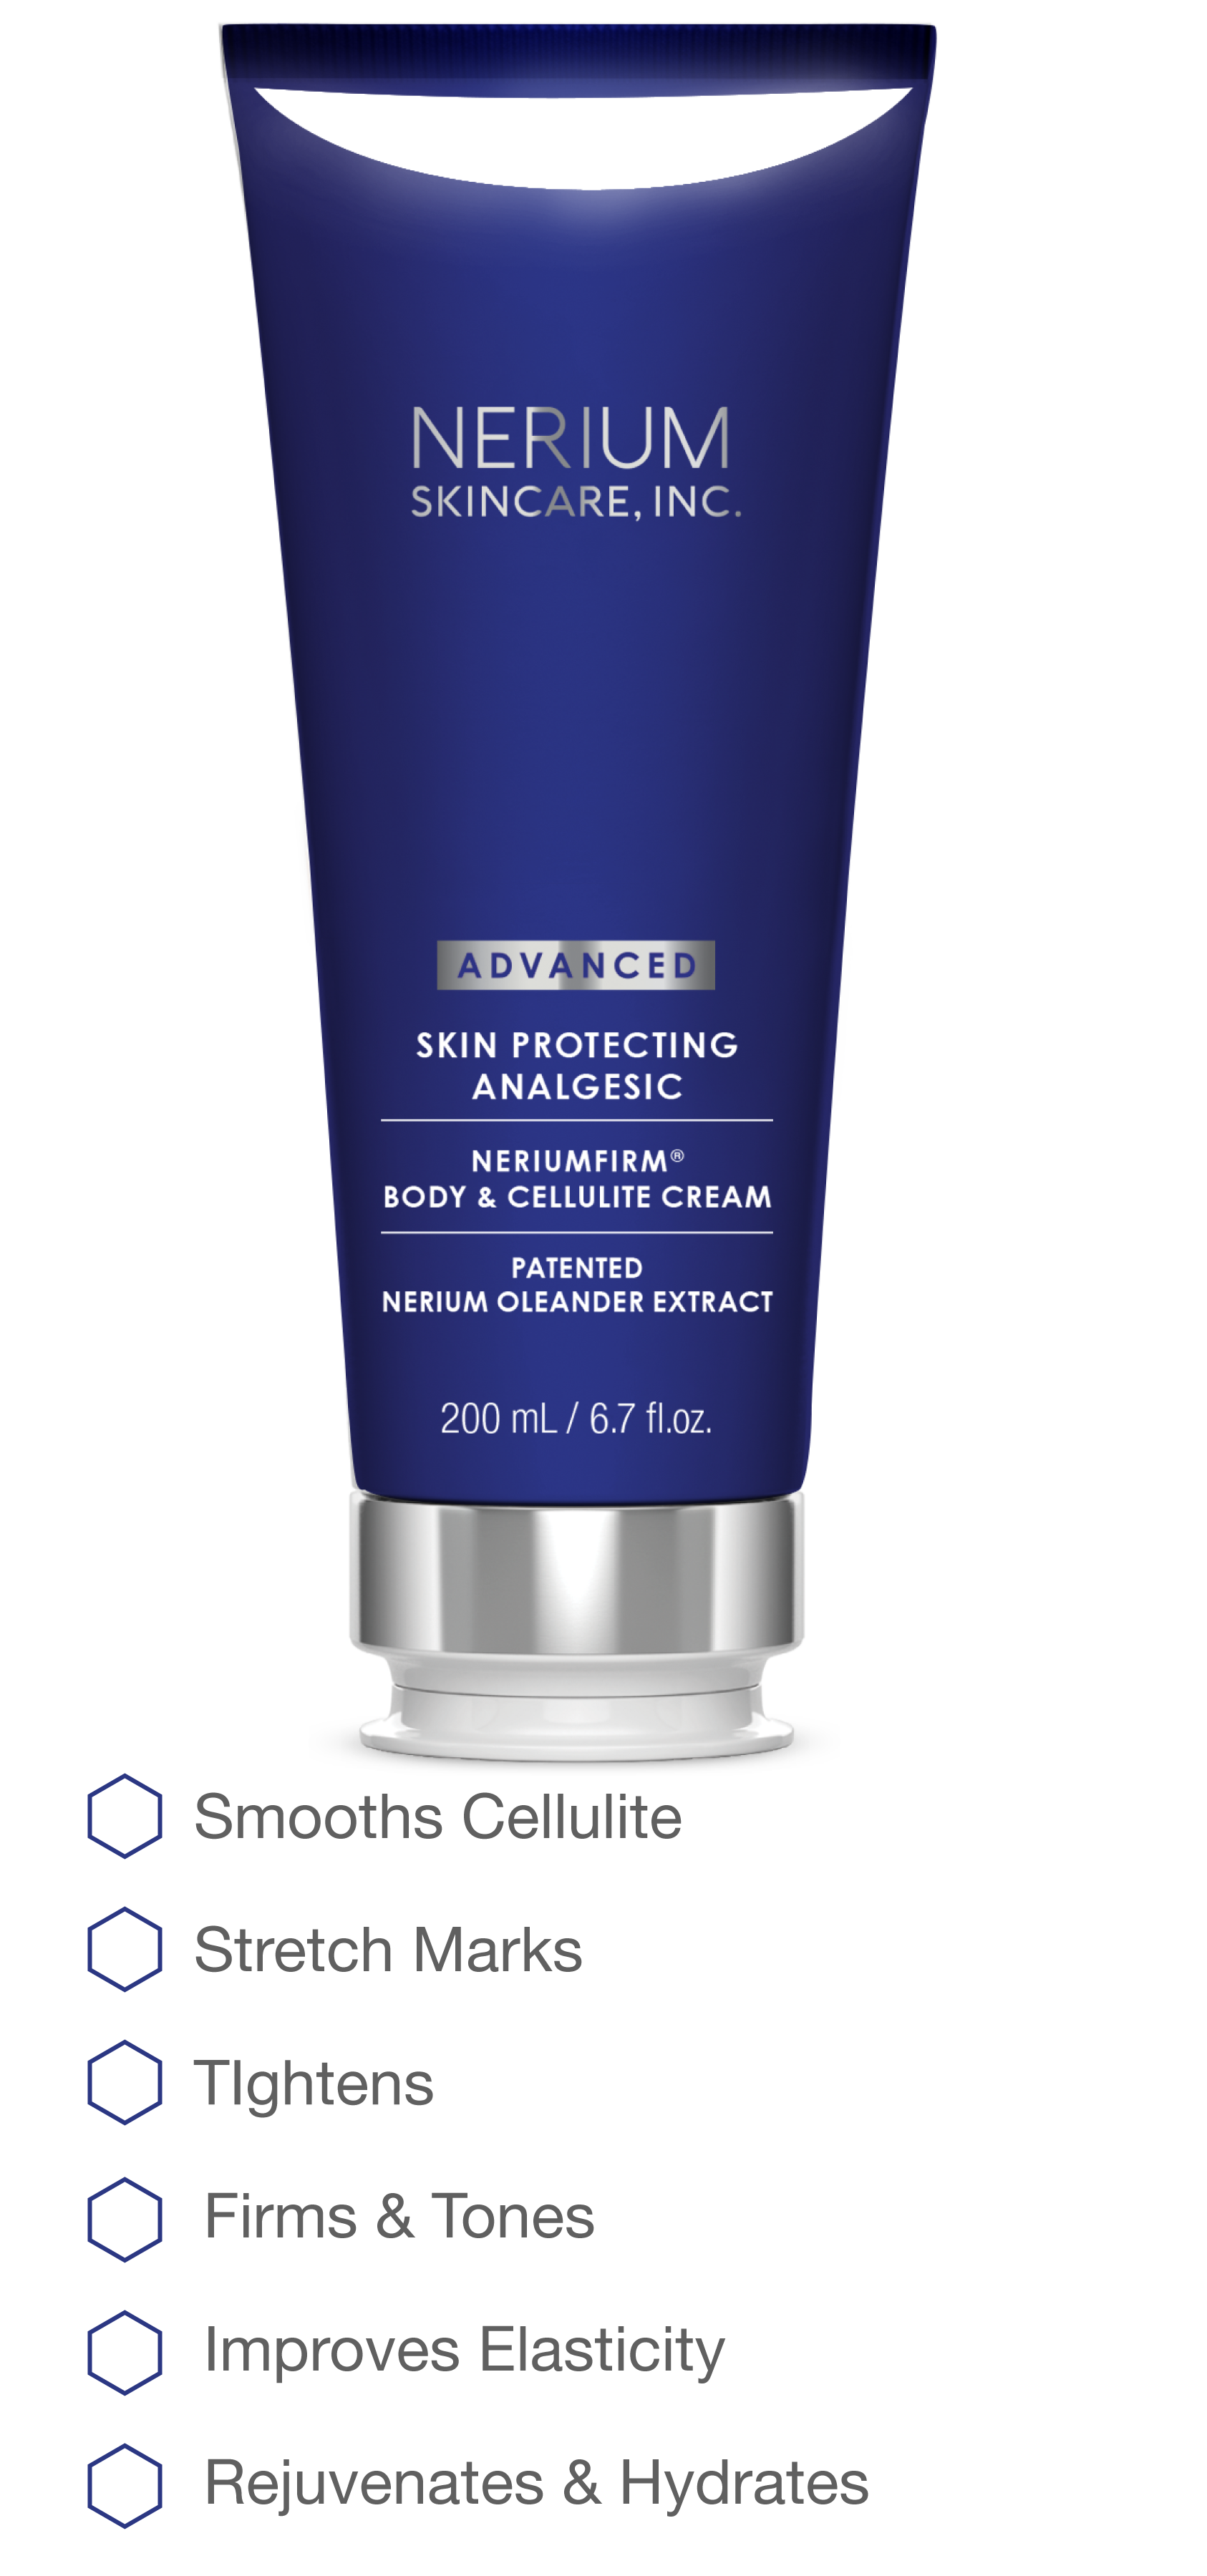 NERIUM
SKINCARE, INC.
ADVANCED
SKIN PROTECTING
ANALGESIC
NERIUMFIRM®
BODY & CELLULITE CREAM
PATENTED
NERIUM OLEANDER EXTRACT
200 mL / 6.7 fl.oz.
Smooths Cellulite
Stretch Marks
TIghtens
Firms & Tones
Improves Elasticity
Rejuvenates & Hydrates